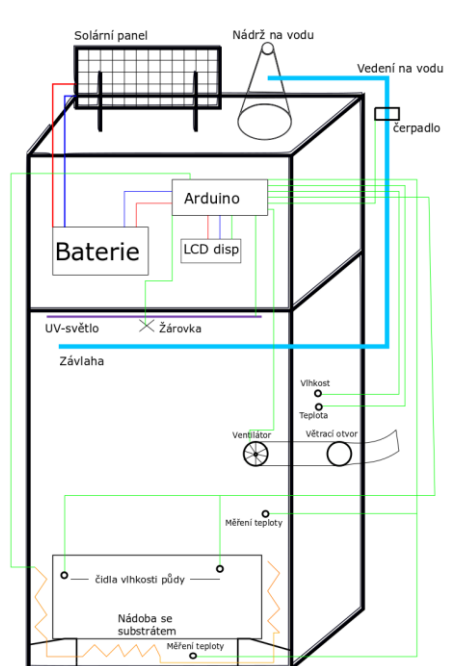 Solární panel
Nádrž na vodu
Vedení na vodu
čerpadlo
Arduino
Baterie
LCD disp
UV-světlo
Žárovka
Závlaha
Vlhkost
Teplota
Ventilátor
Větrací otvor
Měření teploty
čidla vlhkosti půdy
Nádoba se
substrátem
Měření teploty